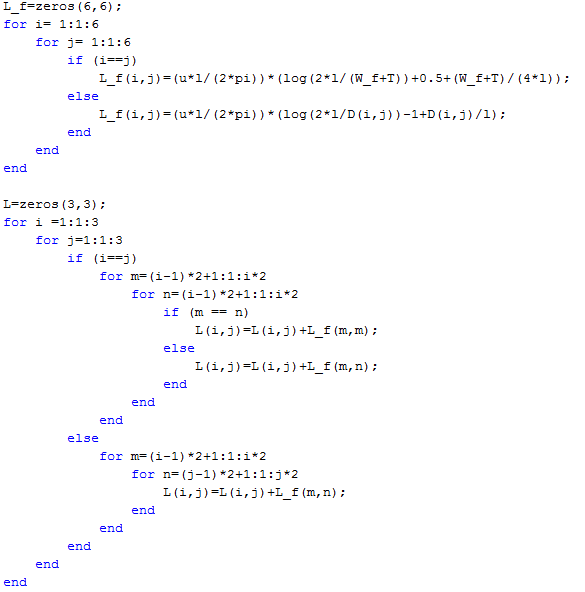 L_f=zeros(6,6);
for i= 1:1:6
    for j= 1:1:6
        if (i==j)
            L_f(i,j)=(u*l/(2*pi))*(log(2*l/(W_f+T))+0.5+(W_f+T)/(4*l));
        else
            L_f(i,j)=(u*l/(2*pi))*(log(2*l/D(i,j))-1+D(i,j)/l);
        end
    end
end

L=zeros(3,3);
for i =1:1:3
    for j=1:1:3
        if (i==j)
            for m=(i-1)*2+1:1:i*2
                for n=(i-1)*2+1:1:i*2
                    if (m == n)
                        L(i,j)=L(i,j)+L_f(m,m);
                    else
                        L(i,j)=L(i,j)+L_f(m,n);
                    end
                end
            end
        else
            for m=(i-1)*2+1:1:i*2
                for n=(j-1)*2+1:1:j*2
                    L(i,j)=L(i,j)+L_f(m,n);
                end
            end
        end
    end
end